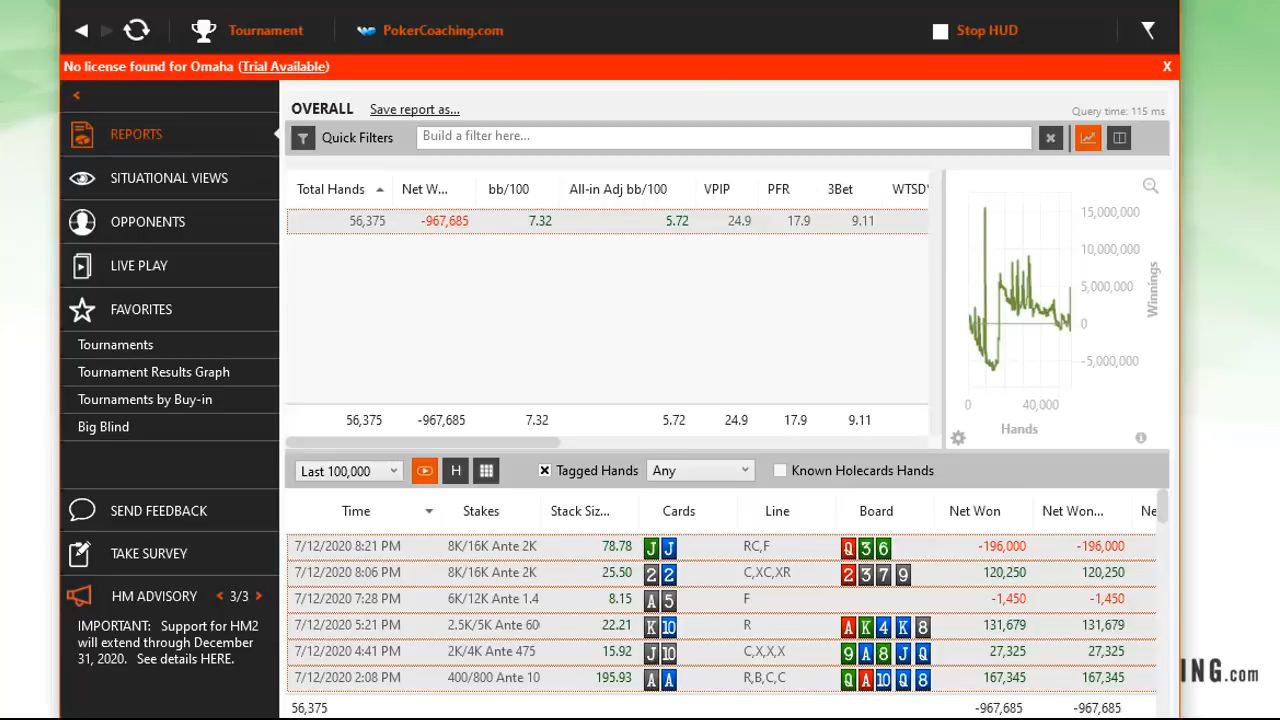 Tournament
PokerCoaching.com
Stop HUD
No license found for Omaha (Trial Available)
X
<
REPORTS
SITUATIONAL VIEWS
OPPONENTS
LIVE PLAY
FAVORITES
Tournaments
Tournament Results Graph
Tournaments by Buy-in
Big Blind
SEND FEEDBACK
TAKE SURVEY
HM ADVISORY < 3/3 >
IMPORTANT: Support for HM2
will extend through December
31, 2020. See details HERE.
OVERALL Save report as...
Query time: 115 ms
Quick Filters Build a filter here...
Total Hands Net W... bb/100 All-in Adj bb/100 VPIP PFR 3Bet WTSD
56,375 -967,685 7.32 5.72 24.9 17.9 9.11
56,375 -967,685 7.32 5.72 24.9 17.9 9.11
15,000,000
10,000,000
5,000,000
0
-5,000,000
Winnings
0 40,000
Hands
Last 100,000 H Tagged Hands Any Known Holecards Hands
Time Stakes Stack Siz... Cards Line Board Net Won Net Won... Ne
7/12/2020 8:21 PM 8K/16K Ante 2K 78.78 J J RC,F Q 3 6 -196,000 -196,000
7/12/2020 8:06 PM 8K/16K Ante 2K 25.50 2 2 C,XC,XR 2 3 7 9 120,250 120,250
7/12/2020 7:28 PM 6K/12K Ante 1.4 8.15 A 5 F -1,450 -1,450
7/12/2020 5:21 PM 2.5K/5K Ante 60 22.21 K 10 R A K 4 K 8 131,679 131,679
7/12/2020 4:41 PM 2K/4K Ante 475 15.92 J 10 C,X,X,X 9 A 8 J Q 27,325 27,325
7/12/2020 2:08 PM 400/800 Ante 10 195.93 A A R,B,C,C Q A 10 Q 8 167,345 167,345
56,375 -967,685 -967,685
ING.com